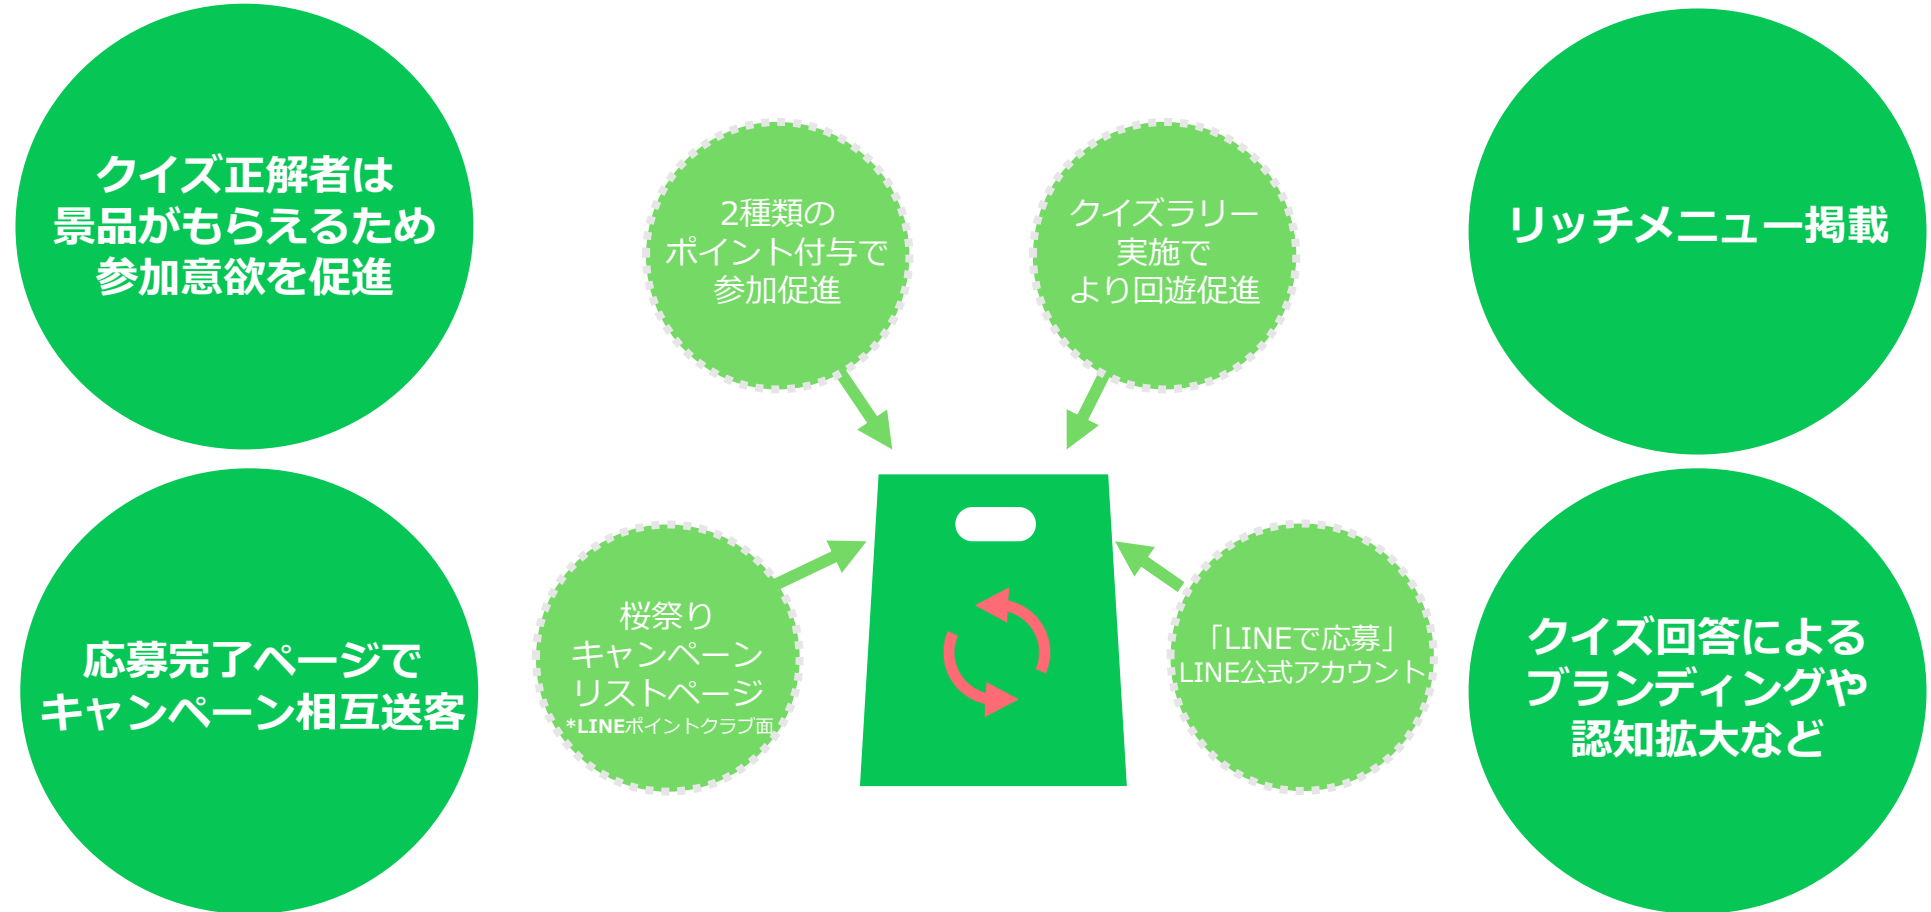 クイズ正解者は
景品がもらえるため
参加意欲を促進
2種類の
ポイント付与で
参加促進
クイズラリー
実施で
より回遊促進
リッチメニュー掲載
応募完了ページで
キャンペーン相互送客
桜祭り
キャンペーン
リストページ
*LINEポイントクラブ面
「LINEで応募」
LINE公式アカウント
クイズ回答による
ブランディングや
認知拡大など